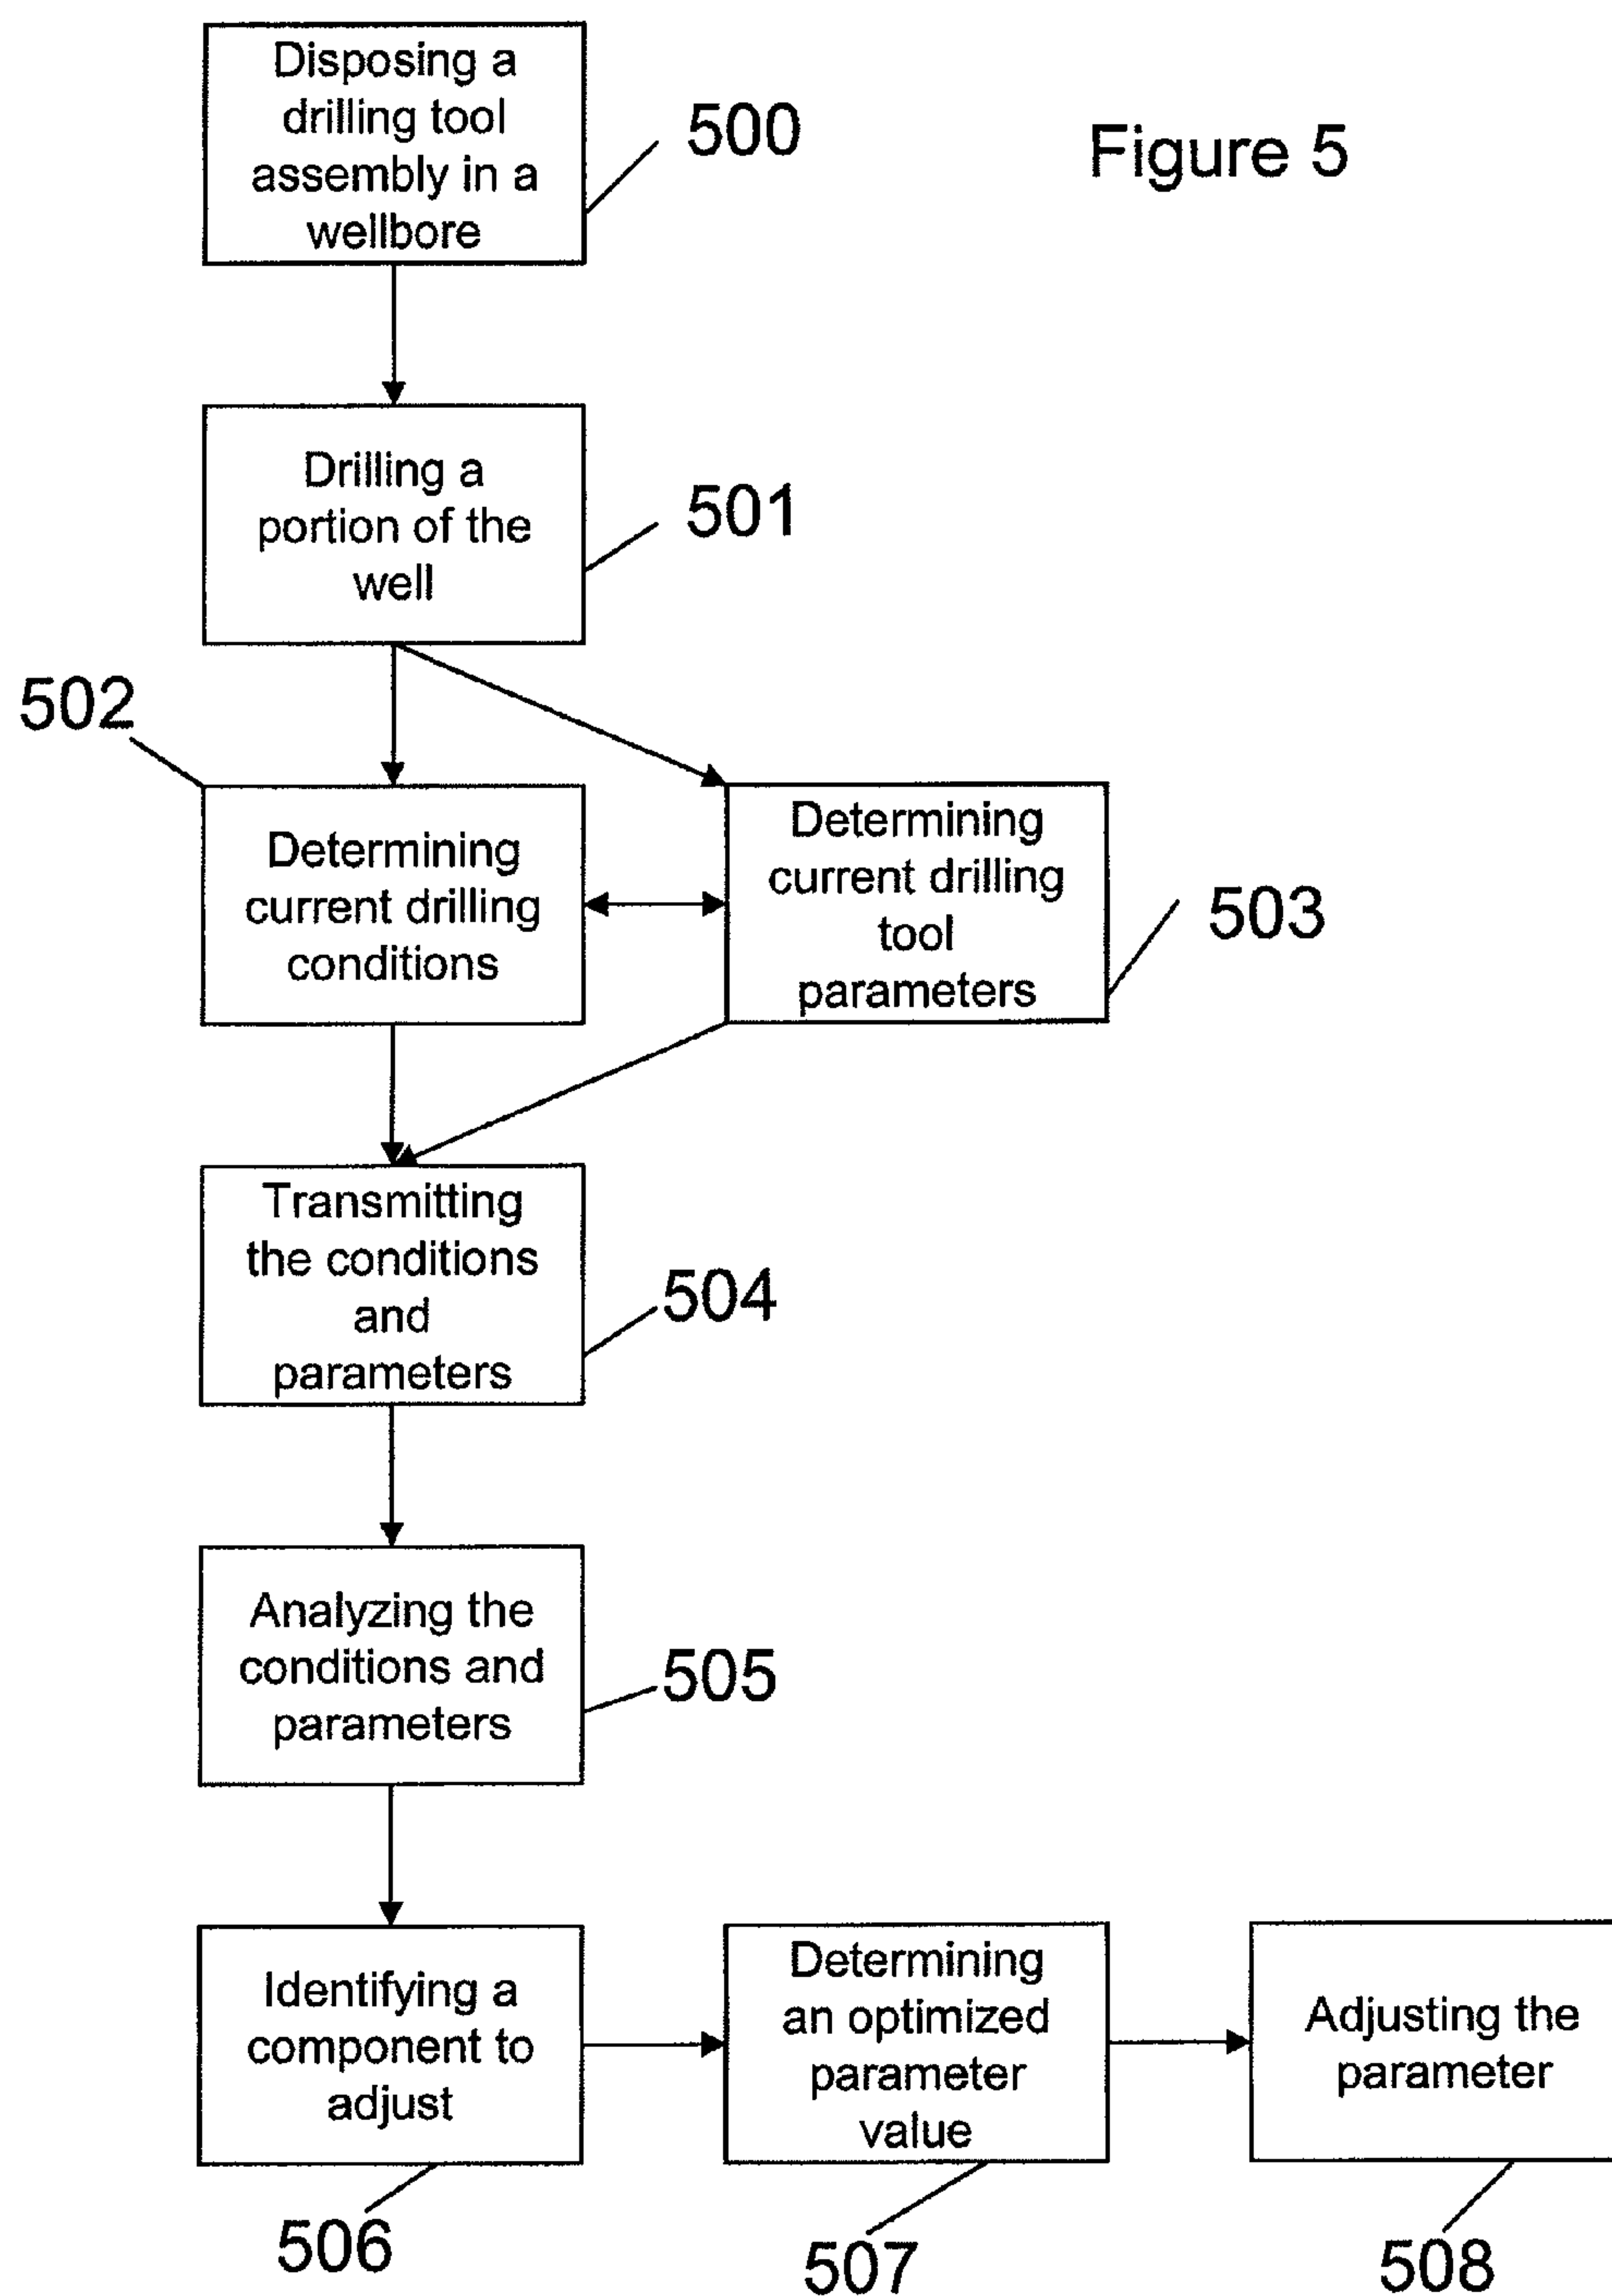 Figure 5
Disposing a
drilling tool
assembly in a
wellbore
500
Drilling a
portion of the
well
501
502
Determining
current drilling
conditions
Determining
current drilling
tool
parameters
503
Transmitting
the conditions
and
parameters
504
Analyzing the
conditions and
parameters
505
Identifying a
component to
adjust
506
Determining
an optimized
parameter
value
507
Adjusting the
parameter
508